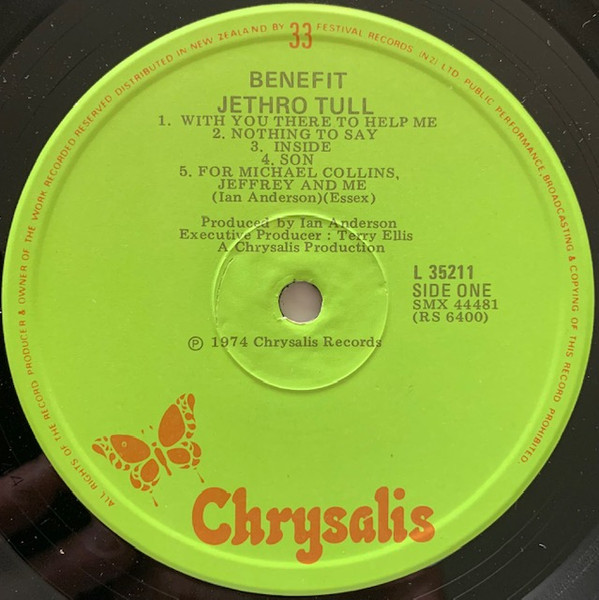 ALL RIGHTS OF THE RECORD PRODUCER & OWNER OF THE WORK RECORDED RESERVED DISTRIBUTED IN NEW ZEALAND BY FESTIVAL RECORDS (NZ) LTD. PUBLIC PERFORMANCE, BROADCASTING & COPYING OF THIS RECORD PROHIBITED.
33
BENEFIT
JETHRO TULL
1. WITH YOU THERE TO HELP ME
2. NOTHING TO SAY
3. INSIDE
4. SON
5. FOR MICHAEL COLLINS,
JEFFREY AND ME
(Ian Anderson)(Essex)
Produced by Ian Anderson
Executive Producer : Terry Ellis
A Chrysalis Production
L 35211
SIDE ONE
SMX 44481
(RS 6400)
℗ 1974 Chrysalis Records
Chrysalis